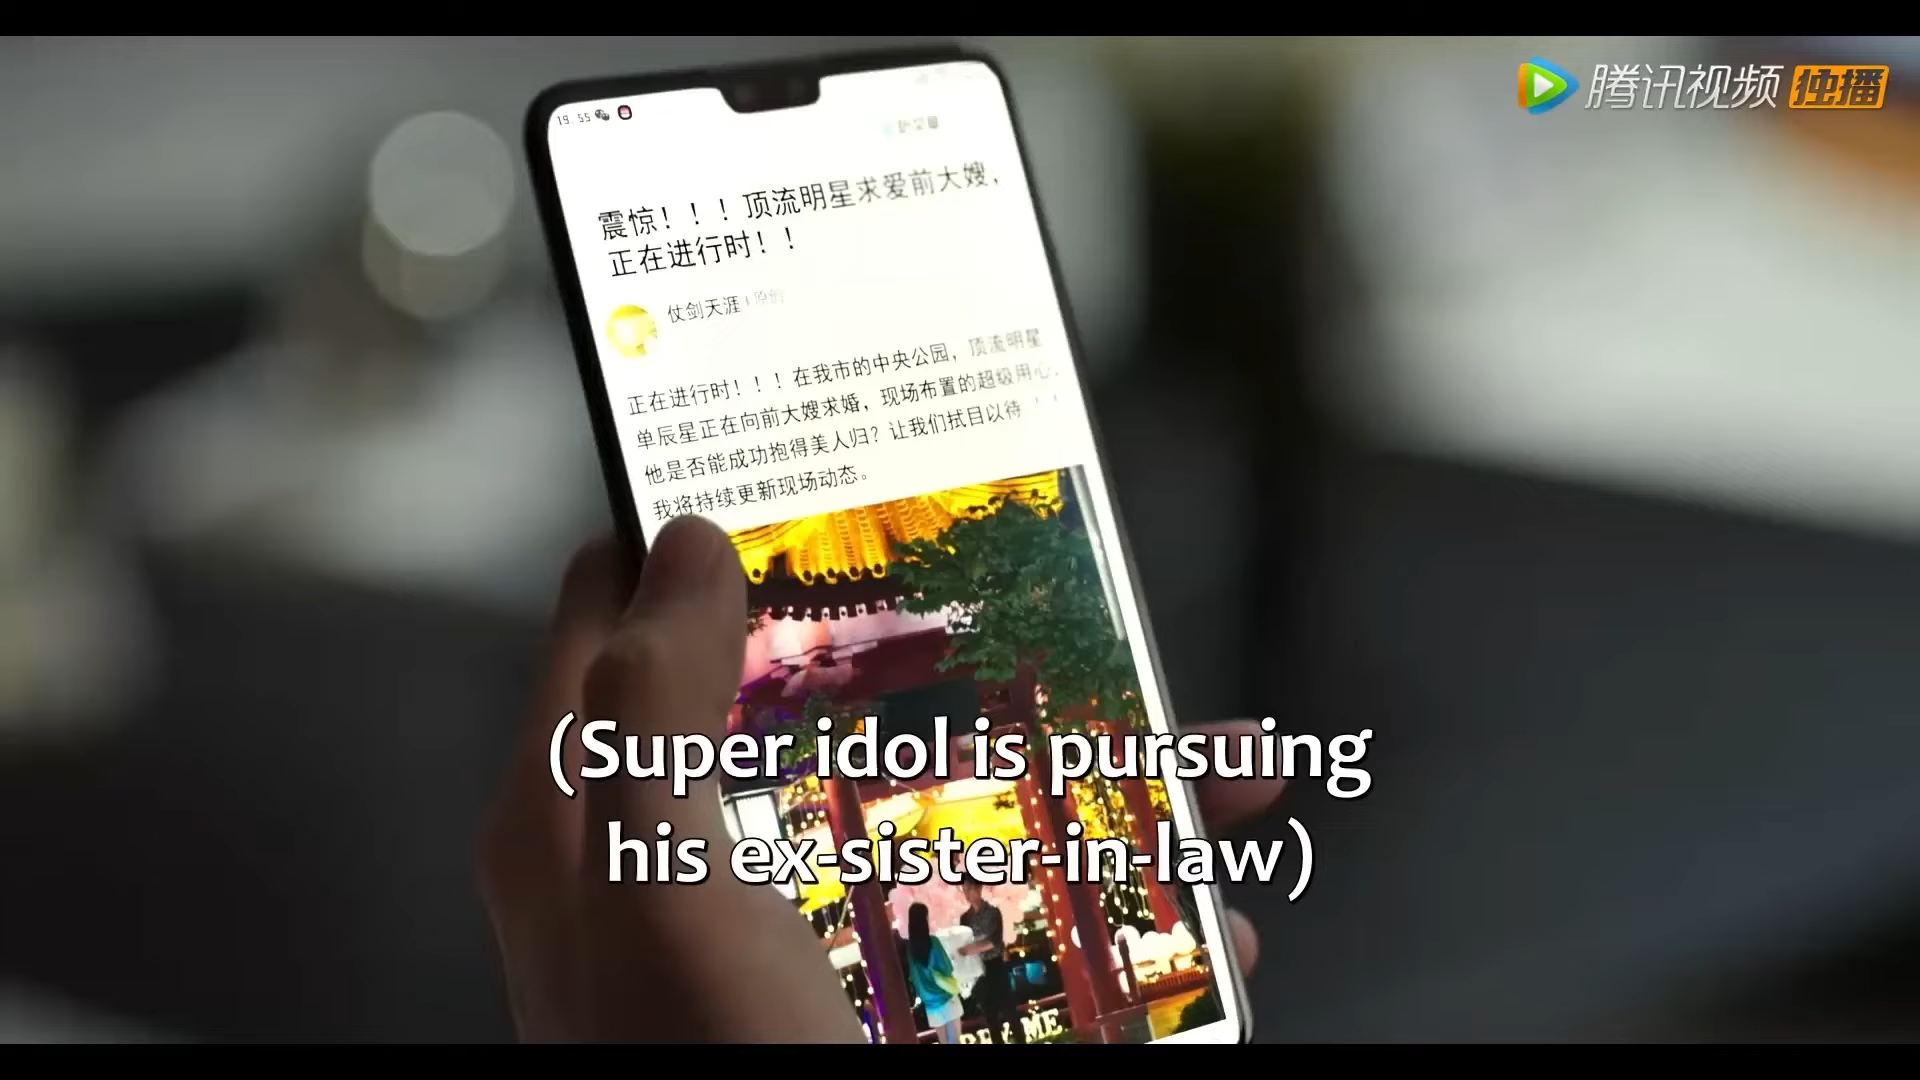 腾讯视频 独播
19:55
震惊！！！顶流明星求爱前大嫂，
正在进行时！！
仗剑天涯 | 原创
正在进行时！！！在我市的中央公园，顶流明星
单辰星正在向前大嫂求婚，现场布置的超级用心，
他是否能成功抱得美人归？让我们拭目以待！！
我将持续更新现场动态。
(Super idol is pursuing
his ex-sister-in-law)
ME